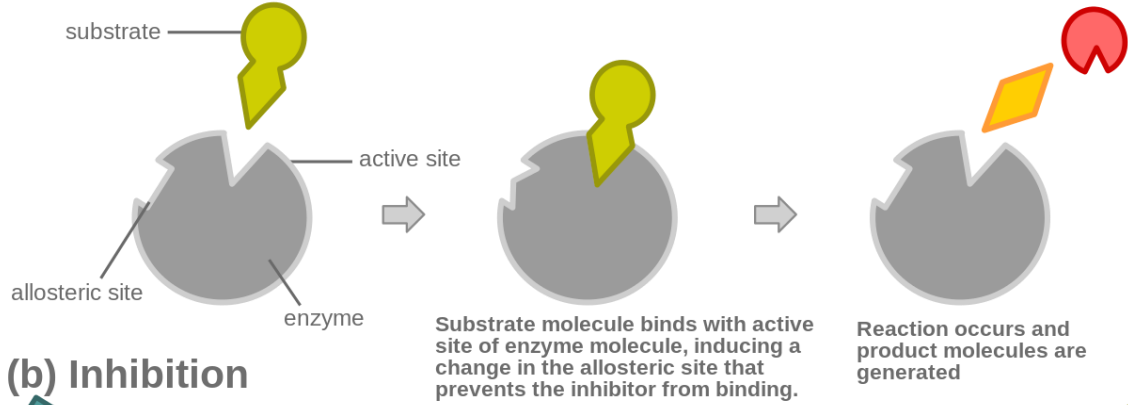 substrate
active site
allosteric site
enzyme
Substrate molecule binds with active
site of enzyme molecule, inducing a
change in the allosteric site that
prevents the inhibitor from binding.
Reaction occurs and
product molecules are
generated
(b) Inhibition